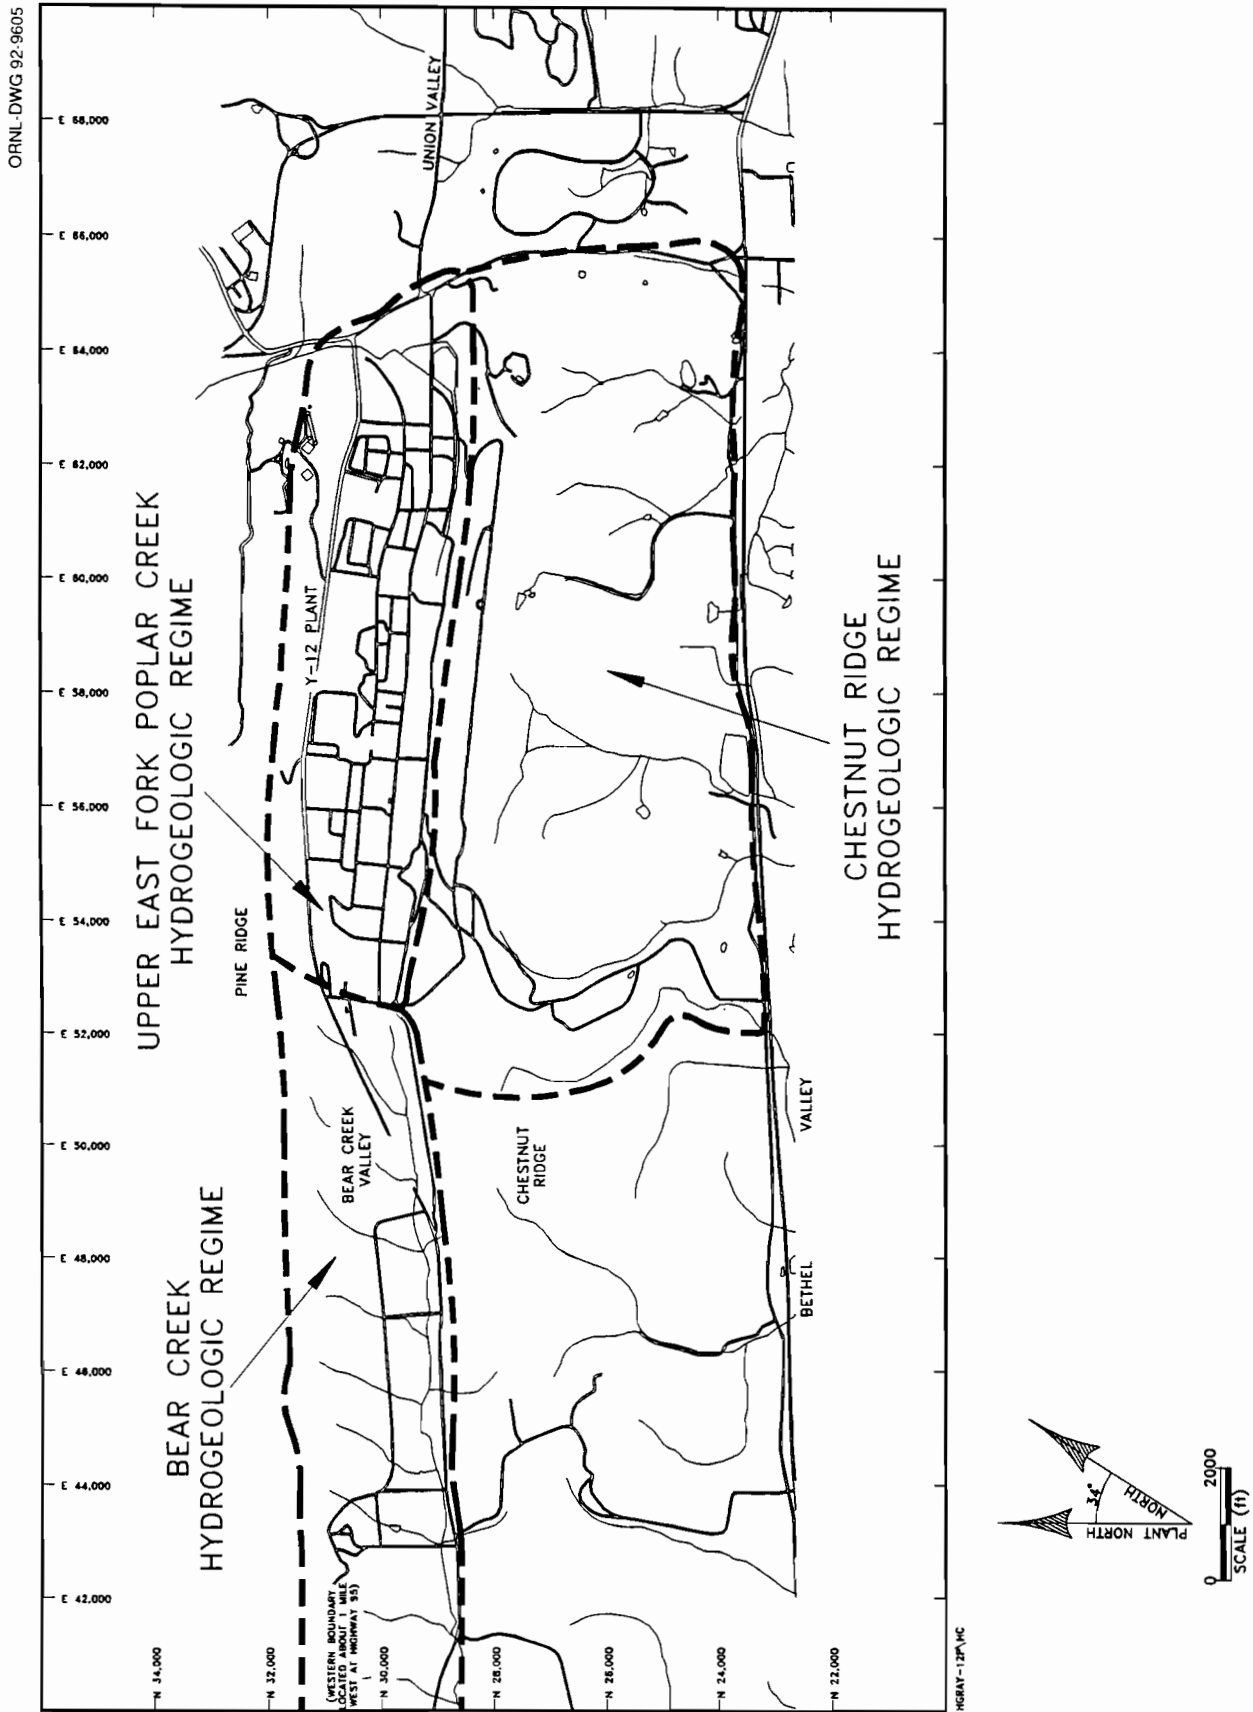 ORNL-DWG 92-9605
E 68,000
E 66,000
E 64,000
E 62,000
E 60,000
E 58,000
E 56,000
E 54,000
E 52,000
E 50,000
E 48,000
E 46,000
E 44,000
E 42,000
N 34,000
N 32,000
N 30,000
N 28,000
N 26,000
N 24,000
N 22,000
UNION VALLEY
UPPER EAST FORK POPLAR CREEK
HYDROGEOLOGIC REGIME
Y-12 PLANT
PINE RIDGE
BEAR CREEK
HYDROGEOLOGIC REGIME
BEAR CREEK
VALLEY
CHESTNUT
RIDGE
CHESTNUT RIDGE
HYDROGEOLOGIC REGIME
BETHEL
VALLEY
(WESTERN BOUNDARY
LOCATED ABOUT 1 MILE
WEST AT HIGHWAY 95)
HGRAY-12P\HC
PLANT NORTH
34°
NORTH
0 2000
SCALE (ft)